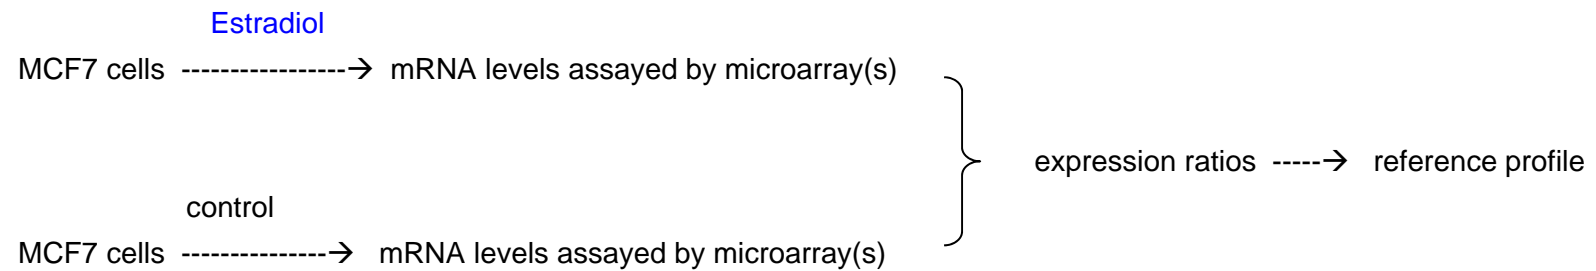 Estradiol
MCF7 cells -----------------→ mRNA levels assayed by microarray(s)
expression ratios -----→ reference profile
control
MCF7 cells ---------------→ mRNA levels assayed by microarray(s)